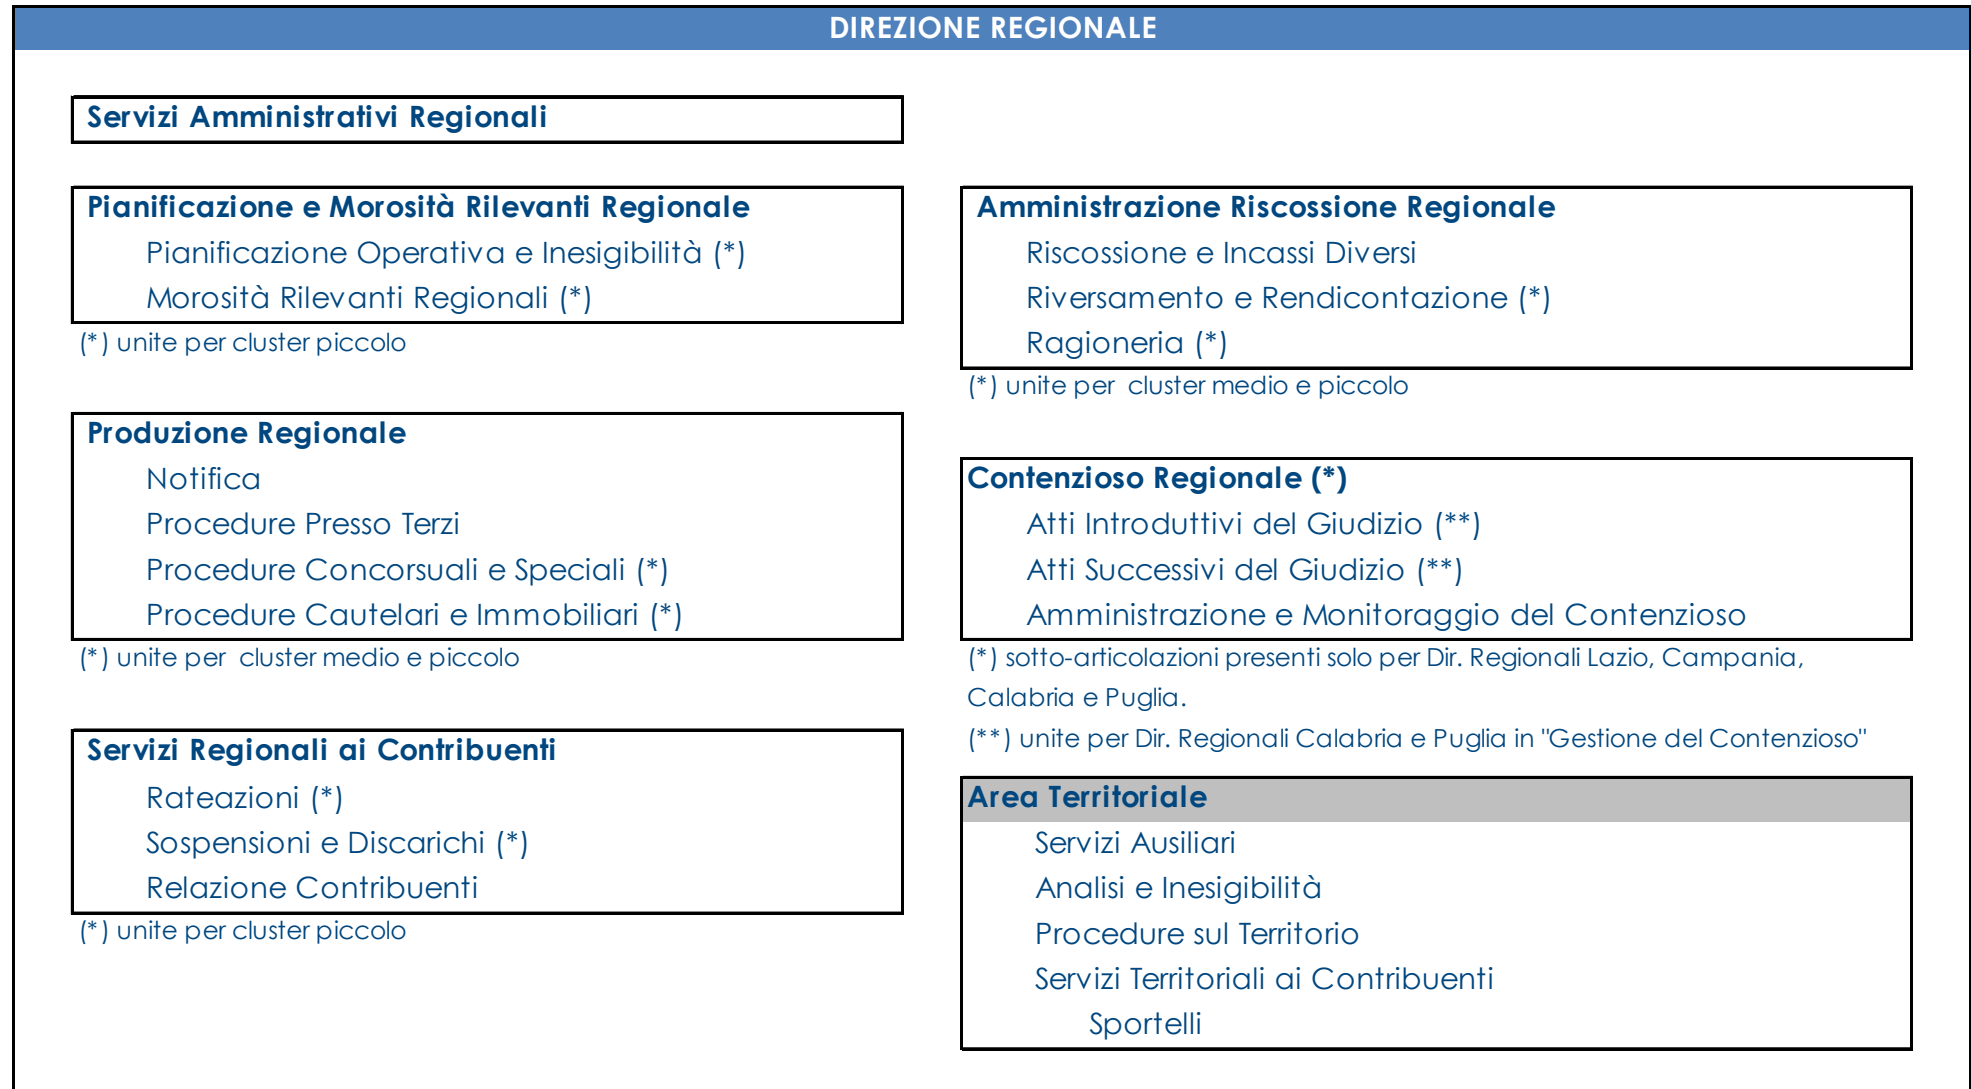 DIREZIONE REGIONALE
Servizi Amministrativi Regionali
Pianificazione e Morosità Rilevanti Regionale
Pianificazione Operativa e Inesigibilità (*)
Morosità Rilevanti Regionali (*)
(*) unite per cluster piccolo
Produzione Regionale
Notifica
Procedure Presso Terzi
Procedure Concorsuali e Speciali (*)
Procedure Cautelari e Immobiliari (*)
(*) unite per cluster medio e piccolo
Servizi Regionali ai Contribuenti
Rateazioni (*)
Sospensioni e Discarichi (*)
Relazione Contribuenti
(*) unite per cluster piccolo
Amministrazione Riscossione Regionale
Riscossione e Incassi Diversi
Riversamento e Rendicontazione (*)
Ragioneria (*)
(*) unite per cluster medio e piccolo
Contenzioso Regionale (*)
Atti Introduttivi del Giudizio (**)
Atti Successivi del Giudizio (**)
Amministrazione e Monitoraggio del Contenzioso
(*) sotto-articolazioni presenti solo per Dir. Regionali Lazio, Campania,
Calabria e Puglia.
(**) unite per Dir. Regionali Calabria e Puglia in "Gestione del Contenzioso"
Area Territoriale
Servizi Ausiliari
Analisi e Inesigibilità
Procedure sul Territorio
Servizi Territoriali ai Contribuenti
Sportelli